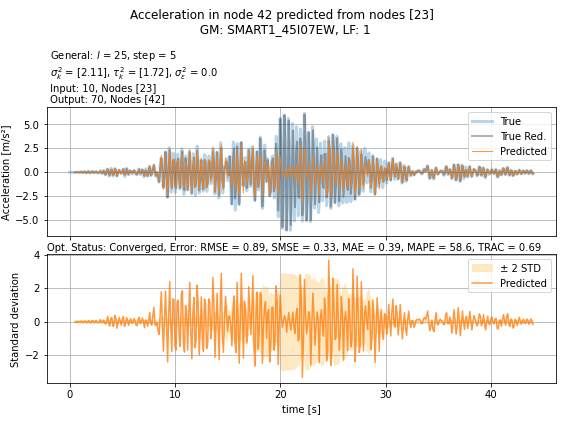 Acceleration in node 42 predicted from nodes [23]
GM: SMART1_45I07EW, LF: 1
General: l = 25, step = 5
σ²ₖ = [2.11], τ²ₖ = [1.72], σ²ε = 0.0
Input: 10, Nodes [23]
Output: 70, Nodes [42]
Acceleration [m/s²]
5.0
2.5
0.0
−2.5
−5.0
True
True Red.
Predicted
Opt. Status: Converged, Error: RMSE = 0.89, SMSE = 0.33, MAE = 0.39, MAPE = 58.6, TRAC = 0.69
Standard deviation
4
2
0
−2
± 2 STD
Predicted
0
10
20
30
40
time [s]